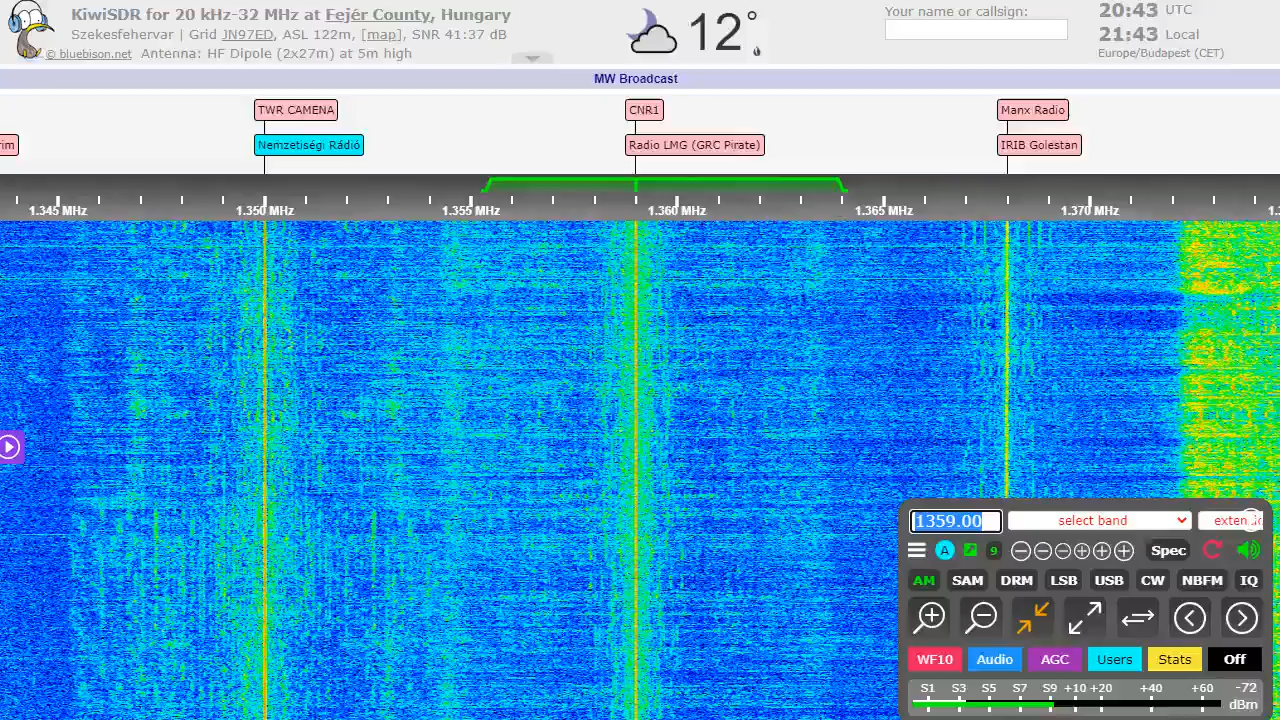 KiwiSDR for 20 kHz-32 MHz at Fejér County, Hungary
Szekesfehervar | Grid JN97ED, ASL 122m, [map], SNR 41:37 dB
© bluebison.net Antenna: HF Dipole (2x27m) at 5m high
12°
Your name or callsign:
20:43 UTC
21:43 Local
Europe/Budapest (CET)
MW Broadcast
TWR CAMENA CNR1 Manx Radio
rim Nemzetiségi Rádió Radio LMG (GRC Pirate) IRIB Golestan
1.345 MHz 1.350 MHz 1.355 MHz 1.360 MHz 1.365 MHz 1.370 MHz 1.3
1359.00 select band
A 9 Spec
AM SAM DRM LSB USB CW NBFM IQ
WF10 Audio AGC Users Stats Off
S1 S3 S5 S7 S9 +10 +20 +40 +60 -72
dBm